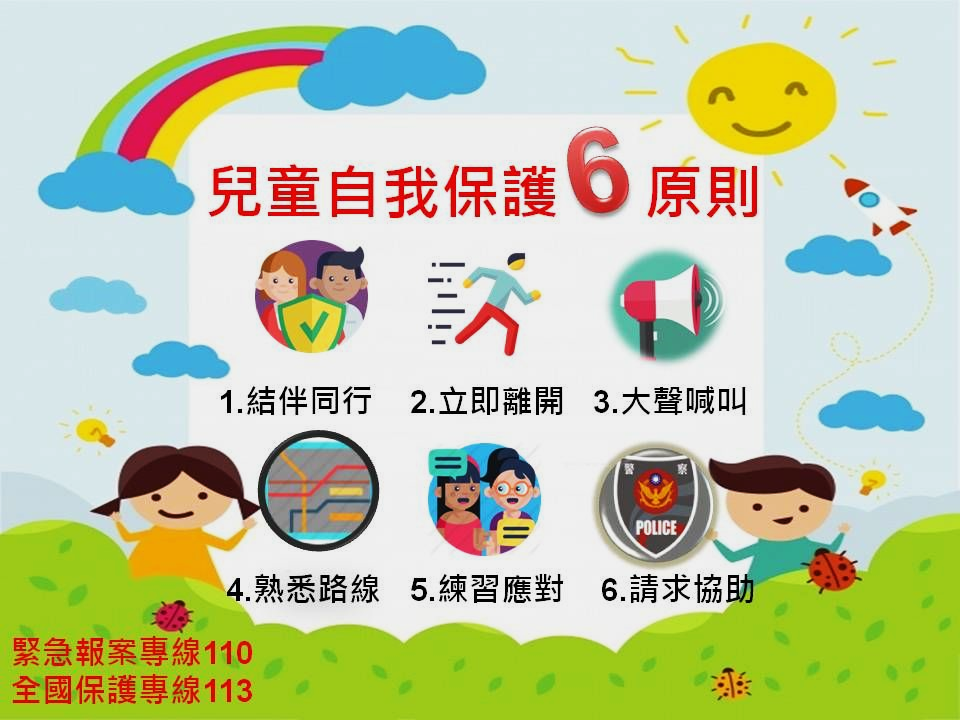 兒童自我保護6原則
1.結伴同行 2.立即離開 3.大聲喊叫
警察
POLICE
4.熟悉路線 5.練習應對 6.請求協助
緊急報案專線110
全國保護專線113